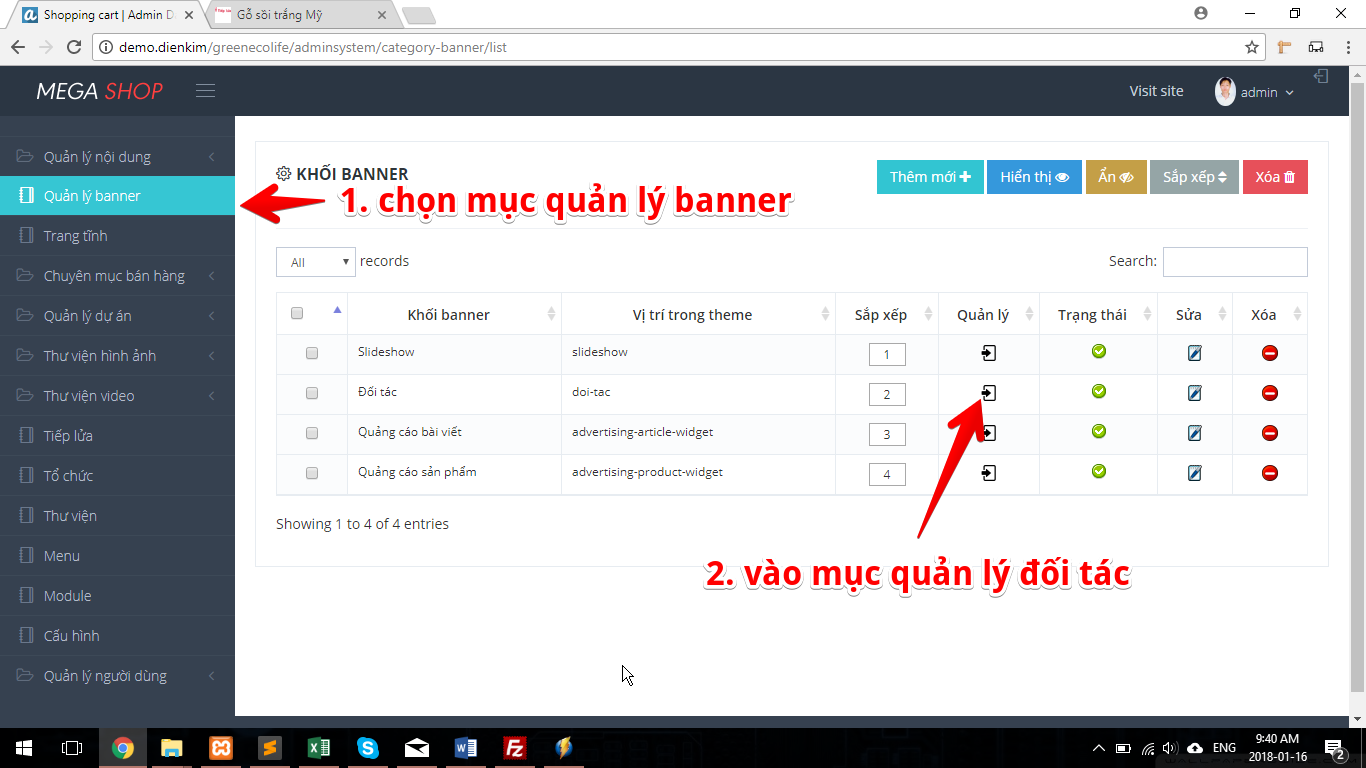 Shopping cart | Admin D
Gỗ sồi trắng Mỹ
demo.dienkim/greenecolife/adminsystem/category-banner/list
MEGA SHOP
Visit site
admin
Quản lý nội dung
Quản lý banner
Trang tĩnh
Chuyên mục bán hàng
Quản lý dự án
Thư viện hình ảnh
Thư viện video
Tiếp lửa
Tổ chức
Thư viện
Menu
Module
Cấu hình
Quản lý người dùng
KHỐI BANNER
Thêm mới
Hiển thị
Ẩn
Sắp xếp
Xóa
1. chọn mục quản lý banner
All records
Search:
Khối banner Vị trí trong theme Sắp xếp Quản lý Trạng thái Sửa Xóa
Slideshow slideshow 1
Đối tác doi-tac 2
Quảng cáo bài viết advertising-article-widget 3
Quảng cáo sản phẩm advertising-product-widget 4
Showing 1 to 4 of 4 entries
2. vào mục quản lý đối tác
ENG
9:40 AM
2018-01-16
2